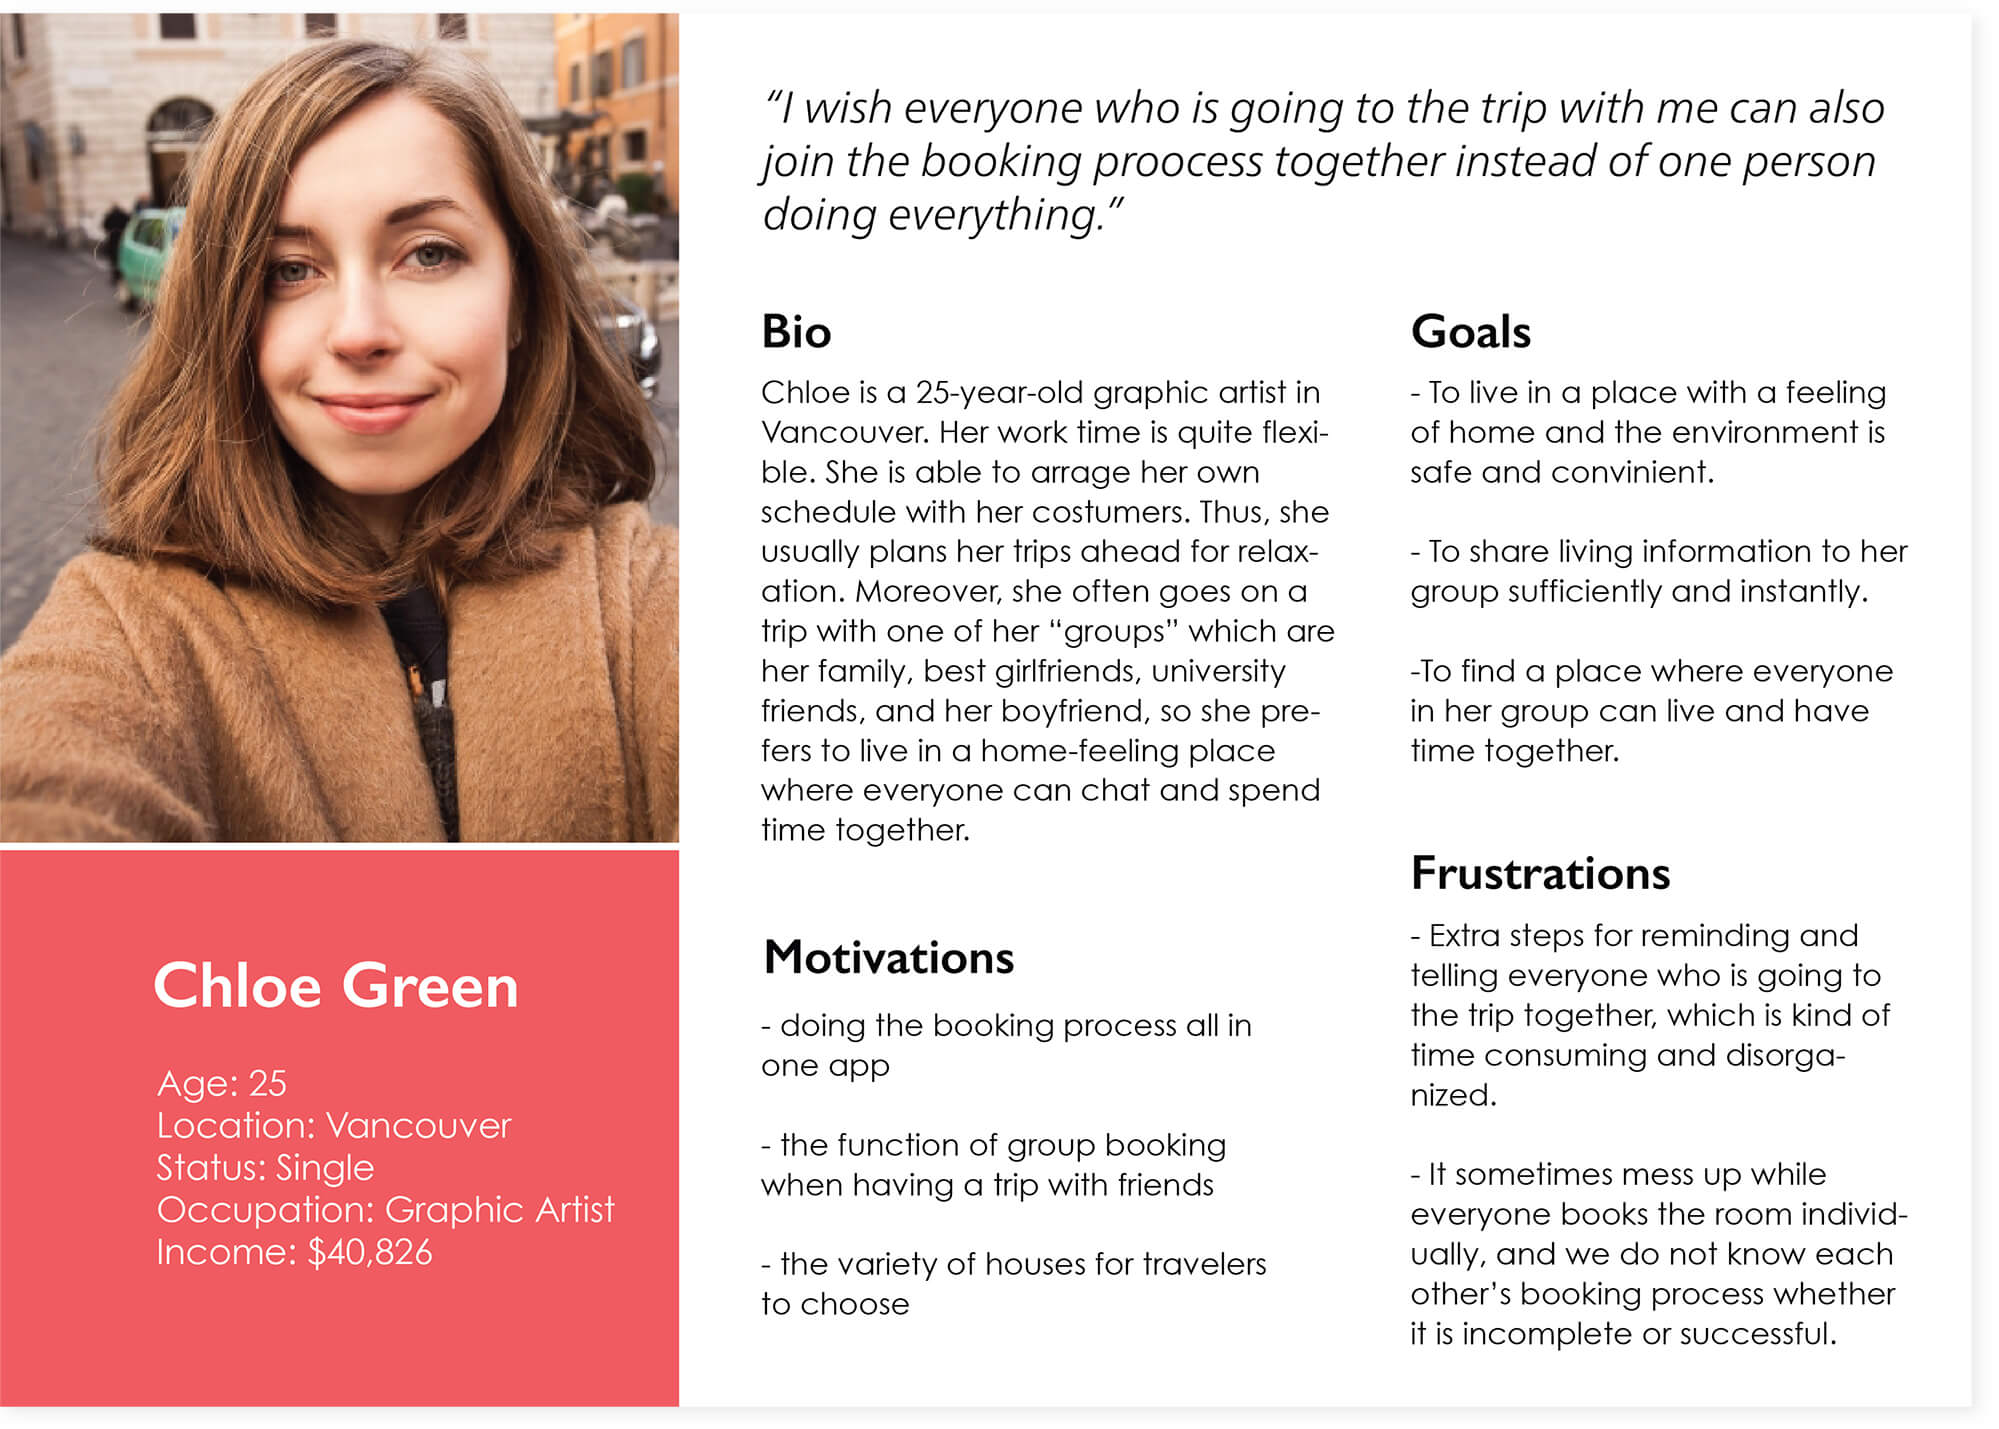 “I wish everyone who is going to the trip with me can also
join the booking proocess together instead of one person
doing everything.”
Bio
Chloe is a 25-year-old graphic artist in
Vancouver. Her work time is quite flexi-
ble. She is able to arrage her own
schedule with her costumers. Thus, she
usually plans her trips ahead for relax-
ation. Moreover, she often goes on a
trip with one of her “groups” which are
her family, best girlfriends, university
friends, and her boyfriend, so she pre-
fers to live in a home-feeling place
where everyone can chat and spend
time together.
Motivations
- doing the booking process all in
one app
- the function of group booking
when having a trip with friends
- the variety of houses for travelers
to choose
Goals
- To live in a place with a feeling
of home and the environment is
safe and convinient.
- To share living information to her
group sufficiently and instantly.
-To find a place where everyone
in her group can live and have
time together.
Frustrations
- Extra steps for reminding and
telling everyone who is going to
the trip together, which is kind of
time consuming and disorga-
nized.
- It sometimes mess up while
everyone books the room individ-
ually, and we do not know each
other’s booking process whether
it is incomplete or successful.
Chloe Green
Age: 25
Location: Vancouver
Status: Single
Occupation: Graphic Artist
Income: $40,826